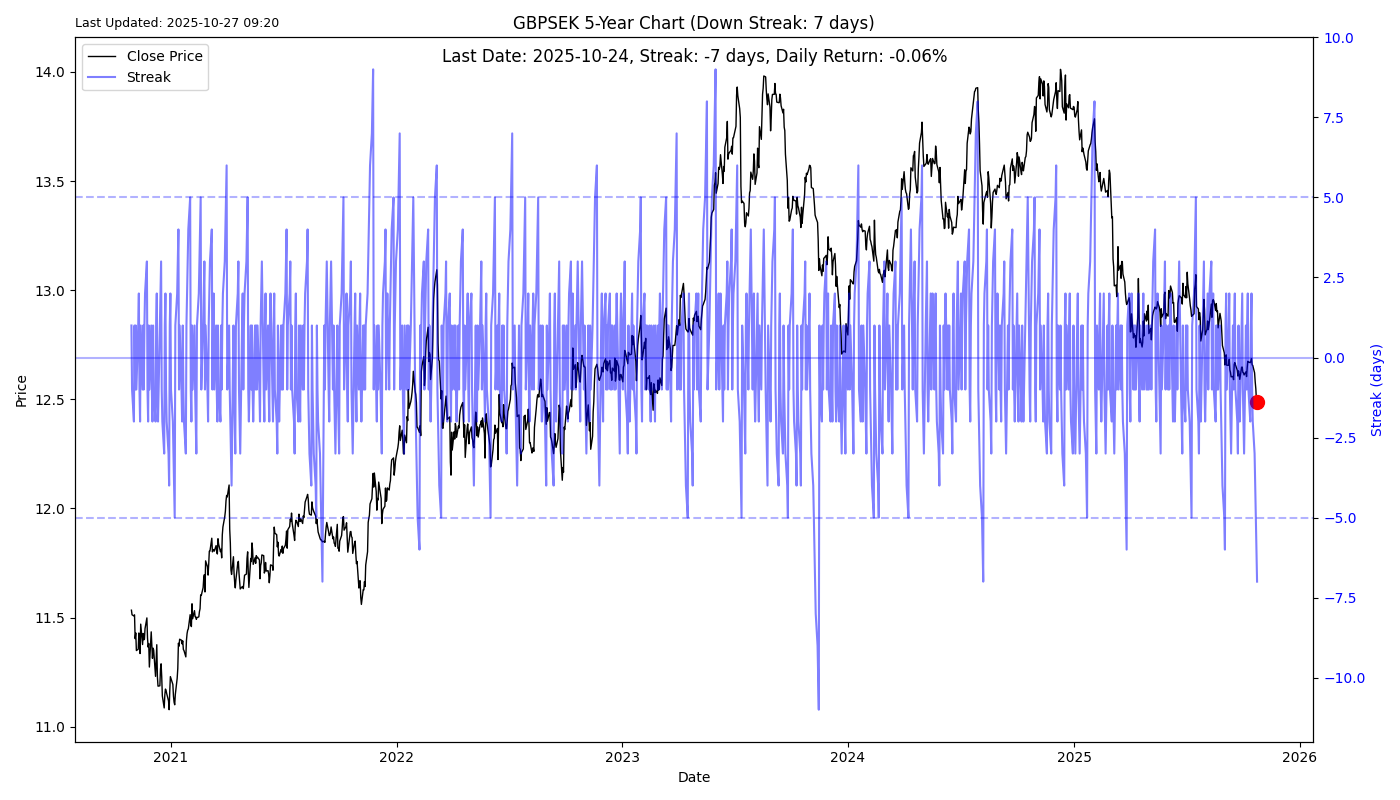 Last Updated: 2025-10-27 09:20
GBPSEK 5-Year Chart (Down Streak: 7 days)
Last Date: 2025-10-24, Streak: -7 days, Daily Return: -0.06%
Close Price
Streak
14.0
13.5
13.0
12.5
12.0
11.5
11.0
Price
10.0
7.5
5.0
2.5
0.0
−2.5
−5.0
−7.5
−10.0
Streak (days)
2021 2022 2023 2024 2025 2026
Date